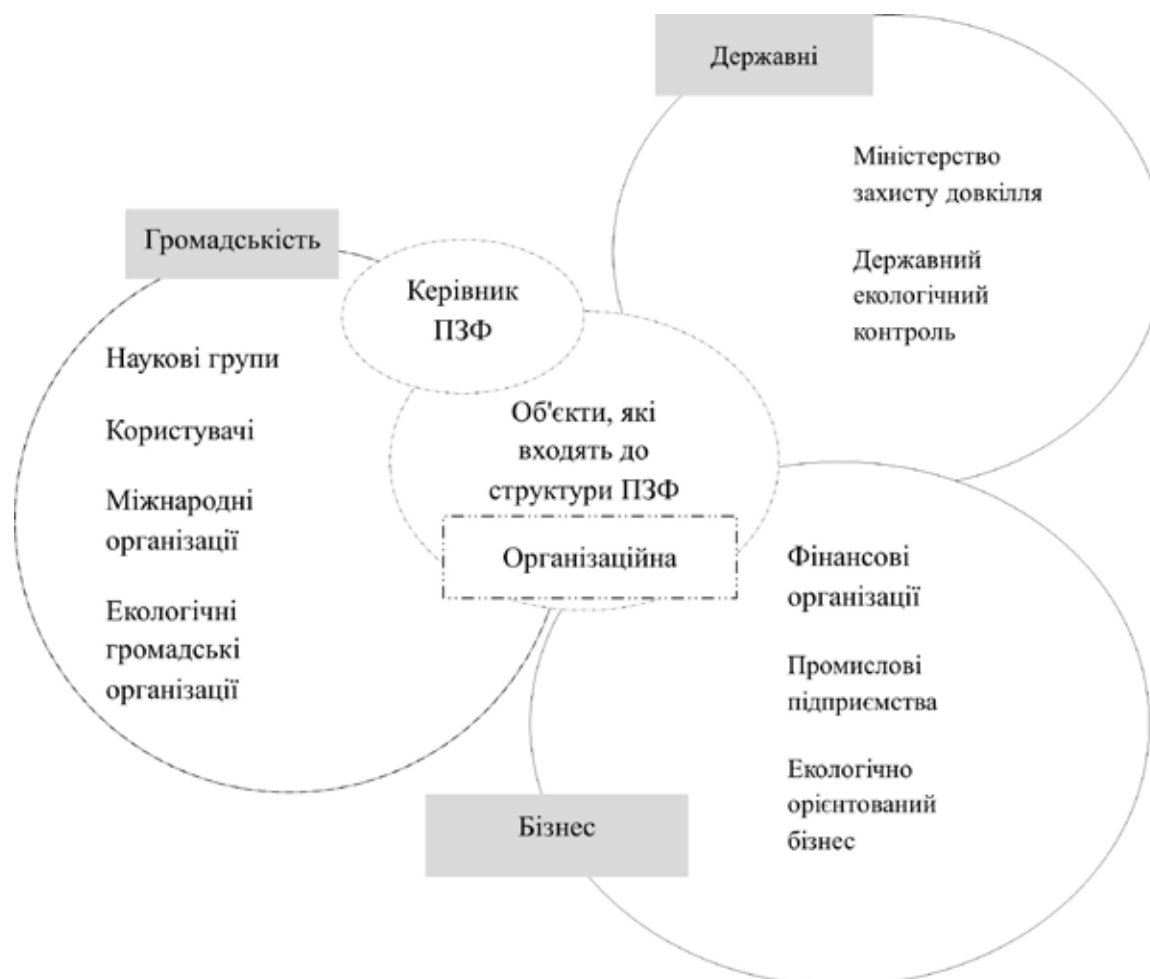 Державні
Міністерство
захисту довкілля
Державний
екологічний
контроль
Громадськість
Наукові групи
Користувачі
Міжнародні
організації
Екологічні
громадські
організації
Керівник
ПЗФ
Об'єкти, які
входять до
структури ПЗФ
Організаційна
Фінансові
організації
Промислові
підприємства
Екологічно
орієнтований
бізнес
Бізнес